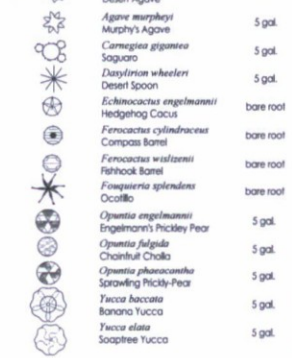 Desert Agave
Agave murpheyi
Murphy's Agave 5 gal.
Carnegiea gigantea
Saguaro 5 gal.
Dasylirion wheeleri
Desert Spoon 5 gal.
Echinocactus engelmannii
Hedgehog Cacus bare root
Ferocactus cylindraceus
Compass Barrel bare root
Ferocactus wislizenii
Fishhook Barrel bare root
Fouquieria splendens
Ocotillo bare root
Opuntia engelmannii
Engelmann's Prickley Pear 5 gal.
Opuntia fulgida
Chainfruit Cholla 5 gal.
Opuntia phaeacantha
Sprawling Prickly-Pear 5 gal.
Yucca baccata
Banana Yucca 5 gal.
Yucca elata
Soaptree Yucca 5 gal.